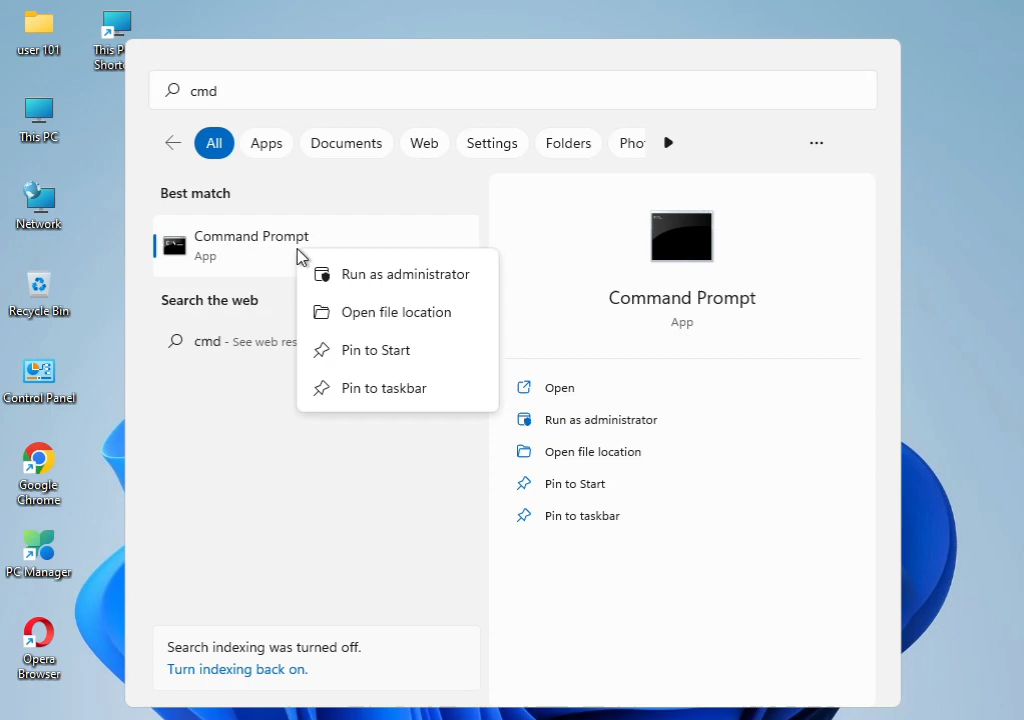 user 101
This P
Short
This PC
Network
Recycle Bin
Control Panel
Google
Chrome
PC Manager
Opera
Browser
cmd
All
Apps
Documents
Web
Settings
Folders
Pho
...
Best match
Command Prompt
App
Search the web
cmd - See web res
Run as administrator
Open file location
Pin to Start
Pin to taskbar
Command Prompt
App
Open
Run as administrator
Open file location
Pin to Start
Pin to taskbar
Search indexing was turned off.
Turn indexing back on.